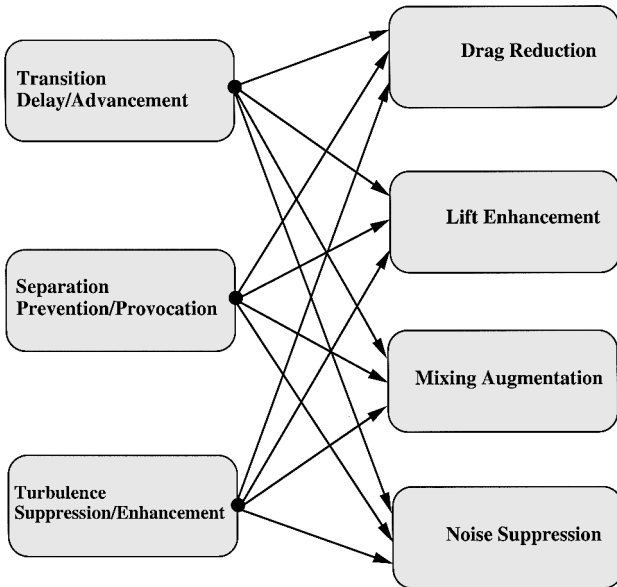 Transition
Delay/Advancement
Separation
Prevention/Provocation
Turbulence
Suppression/Enhancement
Drag Reduction
Lift Enhancement
Mixing Augmentation
Noise Suppression